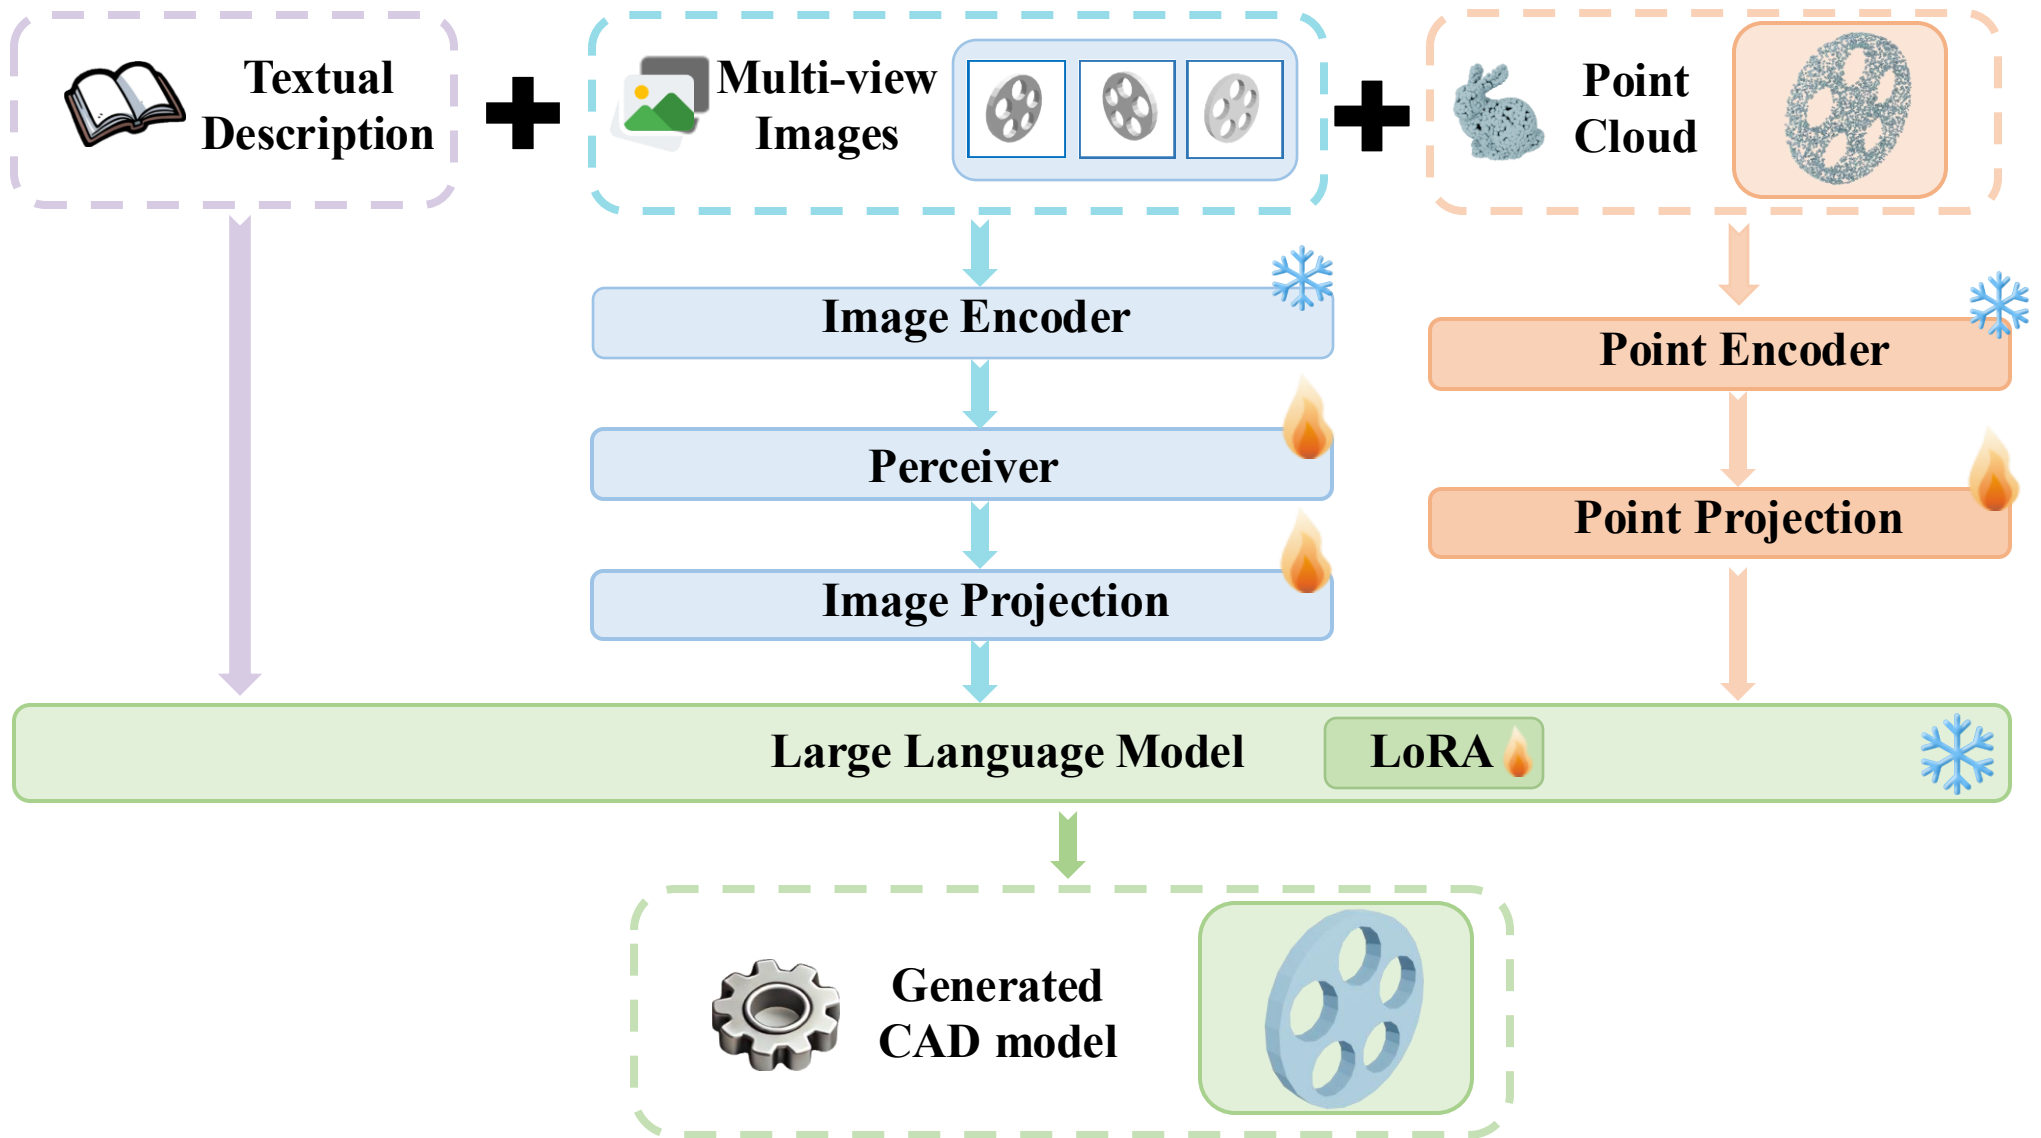 Textual
Description
Multi-view
Images
Point
Cloud
Image Encoder
Point Encoder
Perceiver
Point Projection
Image Projection
Large Language Model
LoRA
Generated
CAD model